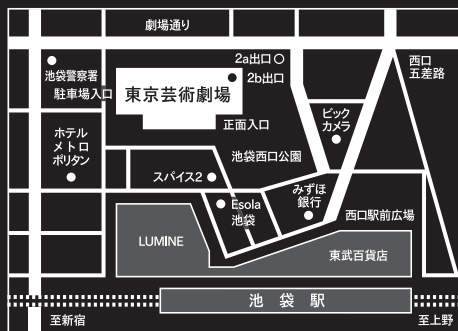 劇場通り
2a出口
2b出口
西口
五差路
池袋警察署
駐車場入口
東京芸術劇場
正面入口
ビック
カメラ
ホテル
メトロ
ポリタン
池袋西口公園
スパイス2
みずほ
銀行
Esola
池袋
西口駅前広場
LUMINE
東武百貨店
池袋駅
至新宿
至上野